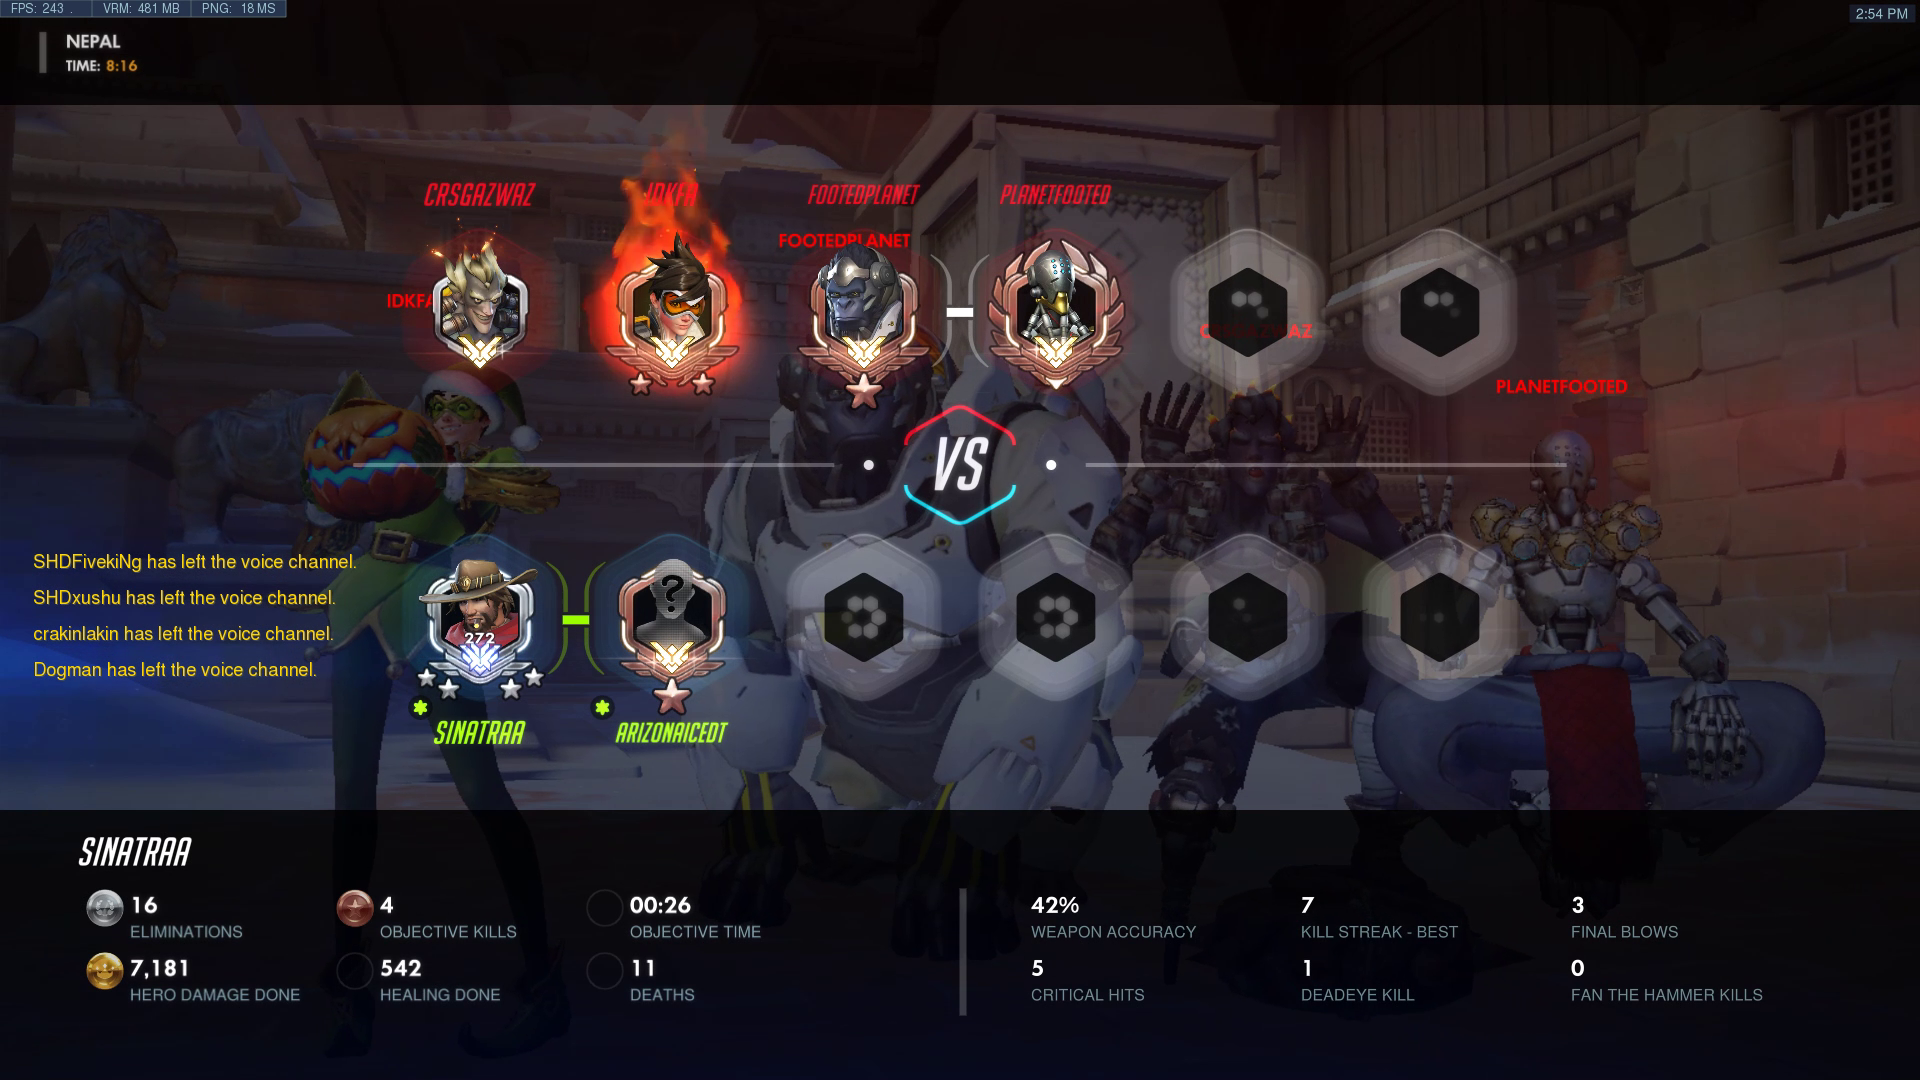 FPS: 243 . VRM: 481 MB PNG: 18 MS
2:54 PM
NEPAL
TIME: 8:16
CRSGAZWAZ IDKFA FOOTEDPLANET PLANETFOOTED
FOOTEDPLANET
IDKFA
CRSGAZWAZ
PLANETFOOTED
VS
SHDFivekiNg has left the voice channel.
SHDxushu has left the voice channel.
crakinlakin has left the voice channel.
Dogman has left the voice channel.
?
272
SINATRAA ARIZONAICEDT
SINATRAA
16 4 00:26 42% 7 3
ELIMINATIONS OBJECTIVE KILLS OBJECTIVE TIME WEAPON ACCURACY KILL STREAK - BEST FINAL BLOWS
7,181 542 11 5 1 0
HERO DAMAGE DONE HEALING DONE DEATHS CRITICAL HITS DEADEYE KILL FAN THE HAMMER KILLS